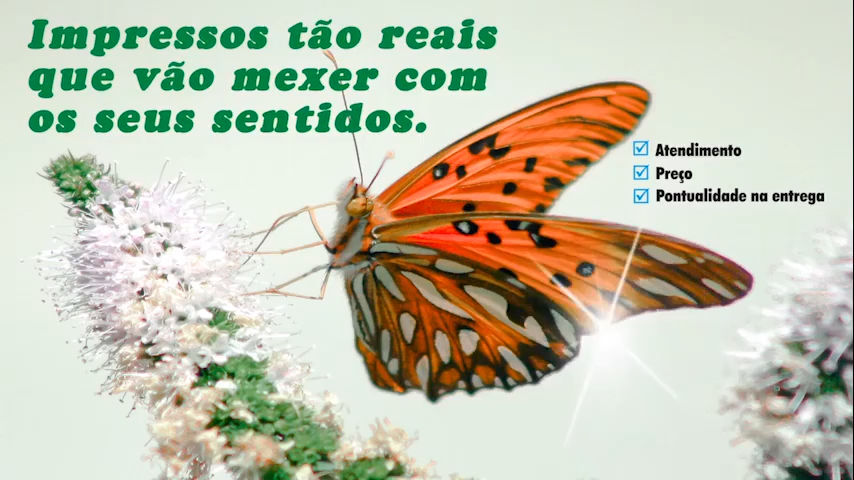 Impressos tão reais
que vão mexer com
os seus sentidos.
Atendimento
Preço
Pontualidade na entrega